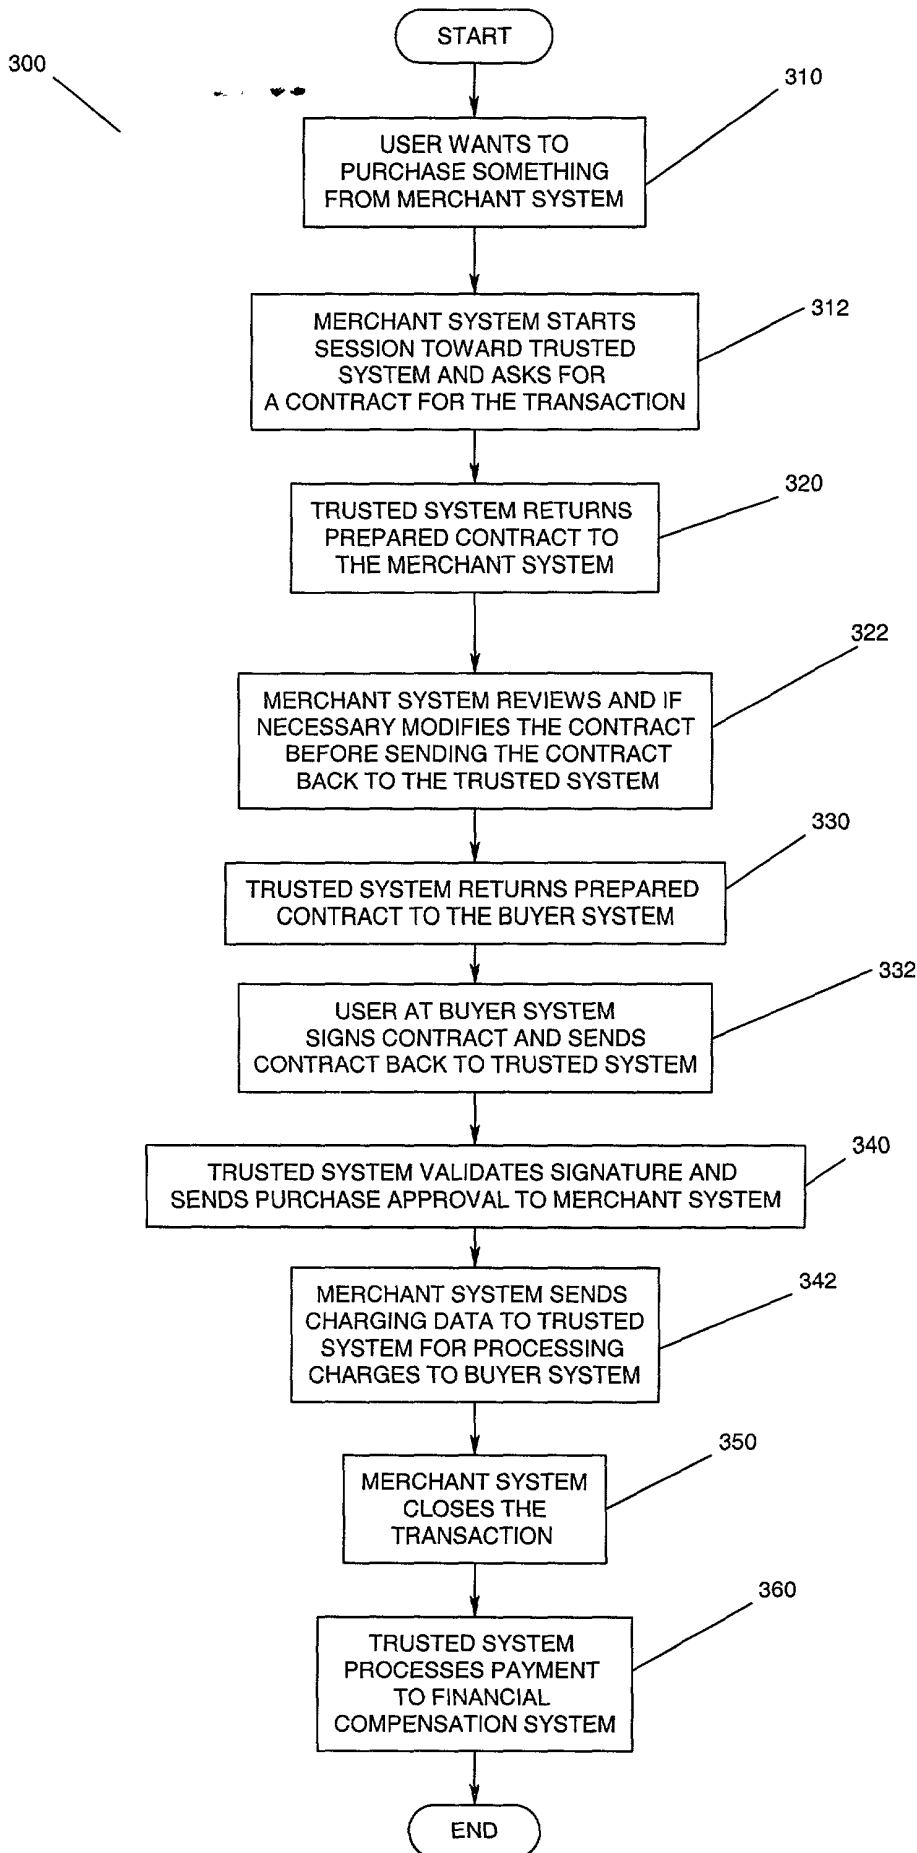 START
300
310
USER WANTS TO
PURCHASE SOMETHING
FROM MERCHANT SYSTEM
312
MERCHANT SYSTEM STARTS
SESSION TOWARD TRUSTED
SYSTEM AND ASKS FOR
A CONTRACT FOR THE TRANSACTION
320
TRUSTED SYSTEM RETURNS
PREPARED CONTRACT TO
THE MERCHANT SYSTEM
322
MERCHANT SYSTEM REVIEWS AND IF
NECESSARY MODIFIES THE CONTRACT
BEFORE SENDING THE CONTRACT
BACK TO THE TRUSTED SYSTEM
330
TRUSTED SYSTEM RETURNS PREPARED
CONTRACT TO THE BUYER SYSTEM
332
USER AT BUYER SYSTEM
SIGNS CONTRACT AND SENDS
CONTRACT BACK TO TRUSTED SYSTEM
340
TRUSTED SYSTEM VALIDATES SIGNATURE AND
SENDS PURCHASE APPROVAL TO MERCHANT SYSTEM
342
MERCHANT SYSTEM SENDS
CHARGING DATA TO TRUSTED
SYSTEM FOR PROCESSING
CHARGES TO BUYER SYSTEM
350
MERCHANT SYSTEM
CLOSES THE
TRANSACTION
360
TRUSTED SYSTEM
PROCESSES PAYMENT
TO FINANCIAL
COMPENSATION SYSTEM
END